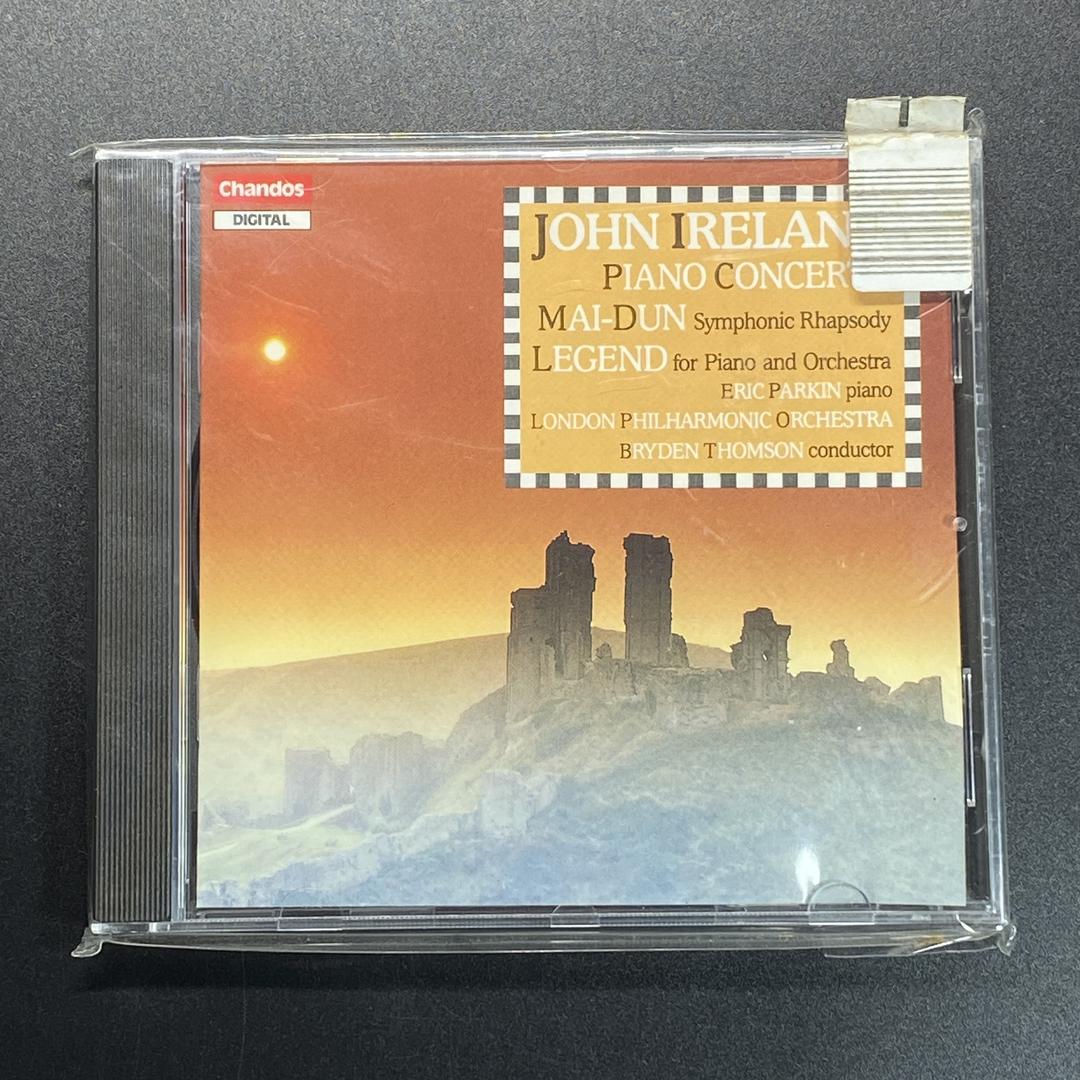 Chandos
DIGITAL
JOHN IRELAN
PIANO CONCER
MAI-DUN Symphonic Rhapsody
LEGEND for Piano and Orchestra
ERIC PARKIN piano
LONDON PHILHARMONIC ORCHESTRA
BRYDEN THOMSON conductor